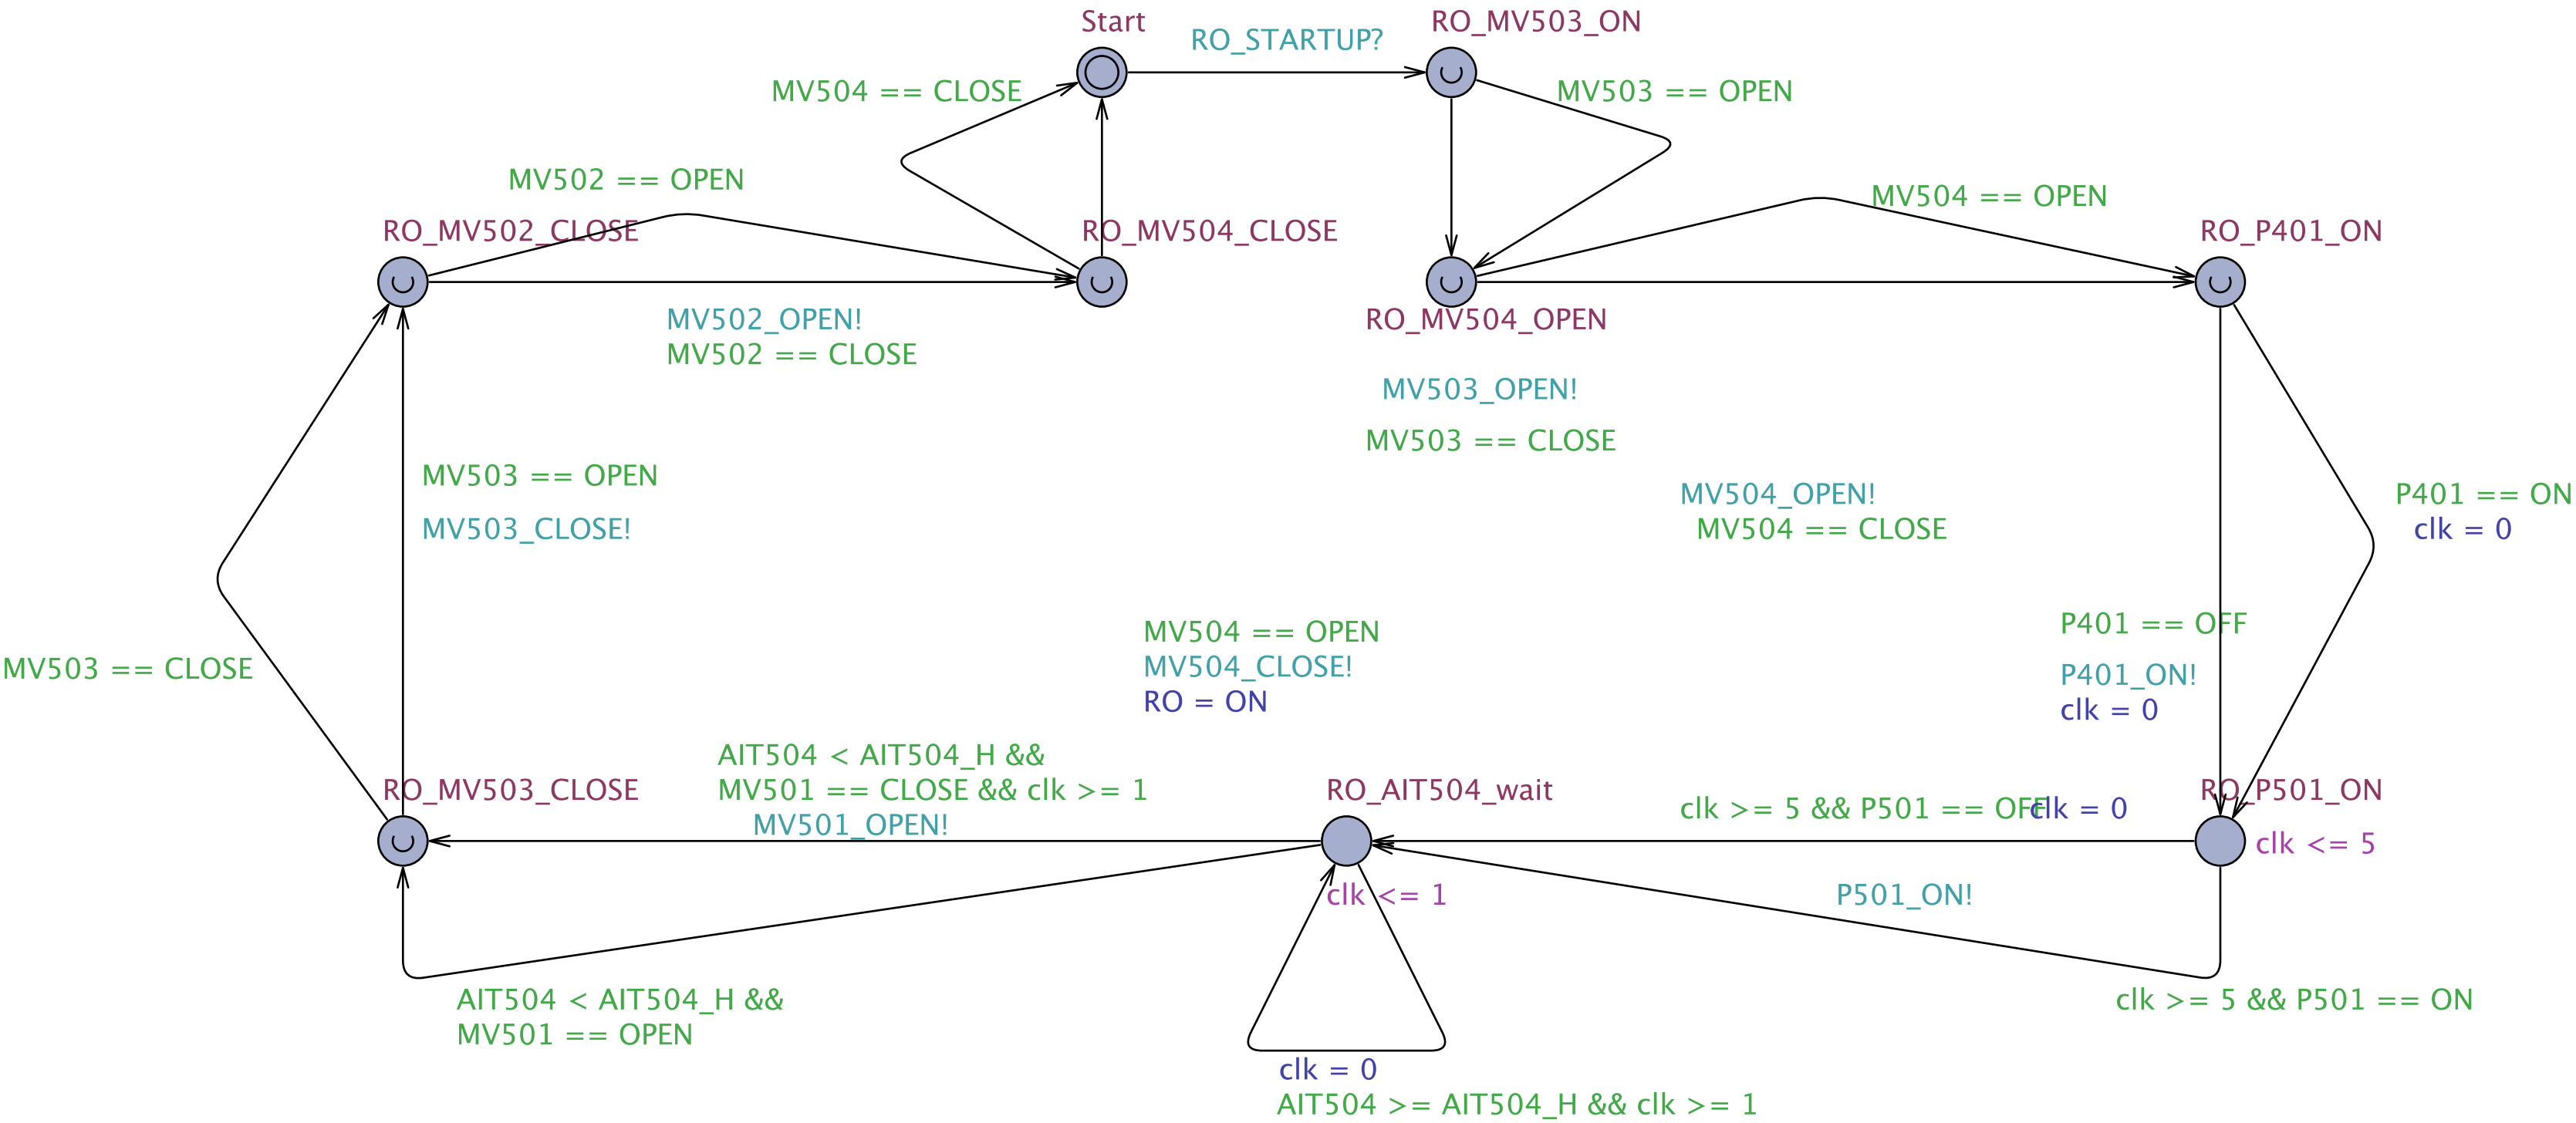 Start
RO_MV503_ON
RO_STARTUP?
MV504 == CLOSE
MV503 == OPEN
MV502 == OPEN
MV504 == OPEN
RO_MV502_CLOSE
RO_MV504_CLOSE
RO_P401_ON
MV502_OPEN!
MV502 == CLOSE
RO_MV504_OPEN
MV503_OPEN!
MV503 == CLOSE
MV503 == OPEN
MV503_CLOSE!
MV504_OPEN!
MV504 == CLOSE
P401 == ON
clk = 0
MV504 == OPEN
MV504_CLOSE!
RO = ON
P401 == OFF
P401_ON!
clk = 0
MV503 == CLOSE
RO_MV503_CLOSE
AIT504 < AIT504_H &&
MV501 == CLOSE && clk >= 1
MV501_OPEN!
RO_AIT504_wait
clk >= 5 && P501 == OFF
clk = 0
RO_P501_ON
clk <= 5
clk <= 1
P501_ON!
AIT504 < AIT504_H &&
MV501 == OPEN
clk >= 5 && P501 == ON
clk = 0
AIT504 >= AIT504_H && clk >= 1